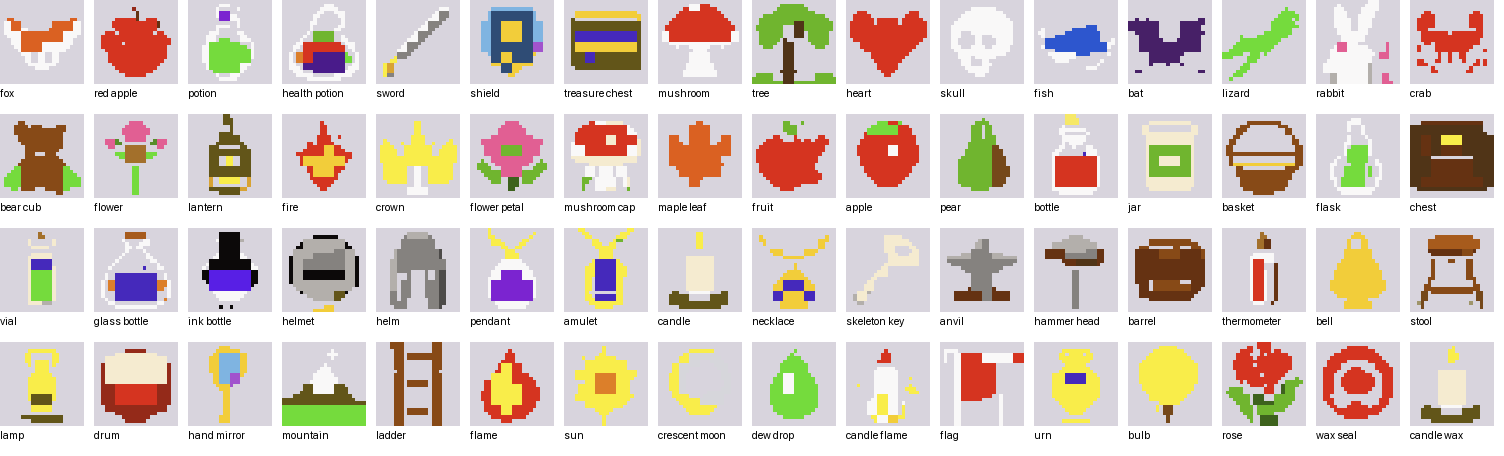 fox red apple potion health potion sword shield treasure chest mushroom tree heart skull fish bat lizard rabbit crab
bear cub flower lantern fire crown flower petal mushroom cap maple leaf fruit apple pear bottle jar basket flask chest
vial glass bottle ink bottle helmet helm pendant amulet candle necklace skeleton key anvil hammer head barrel thermometer bell stool
lamp drum hand mirror mountain ladder flame sun crescent moon dew drop candle flame flag urn bulb rose wax seal candle wax